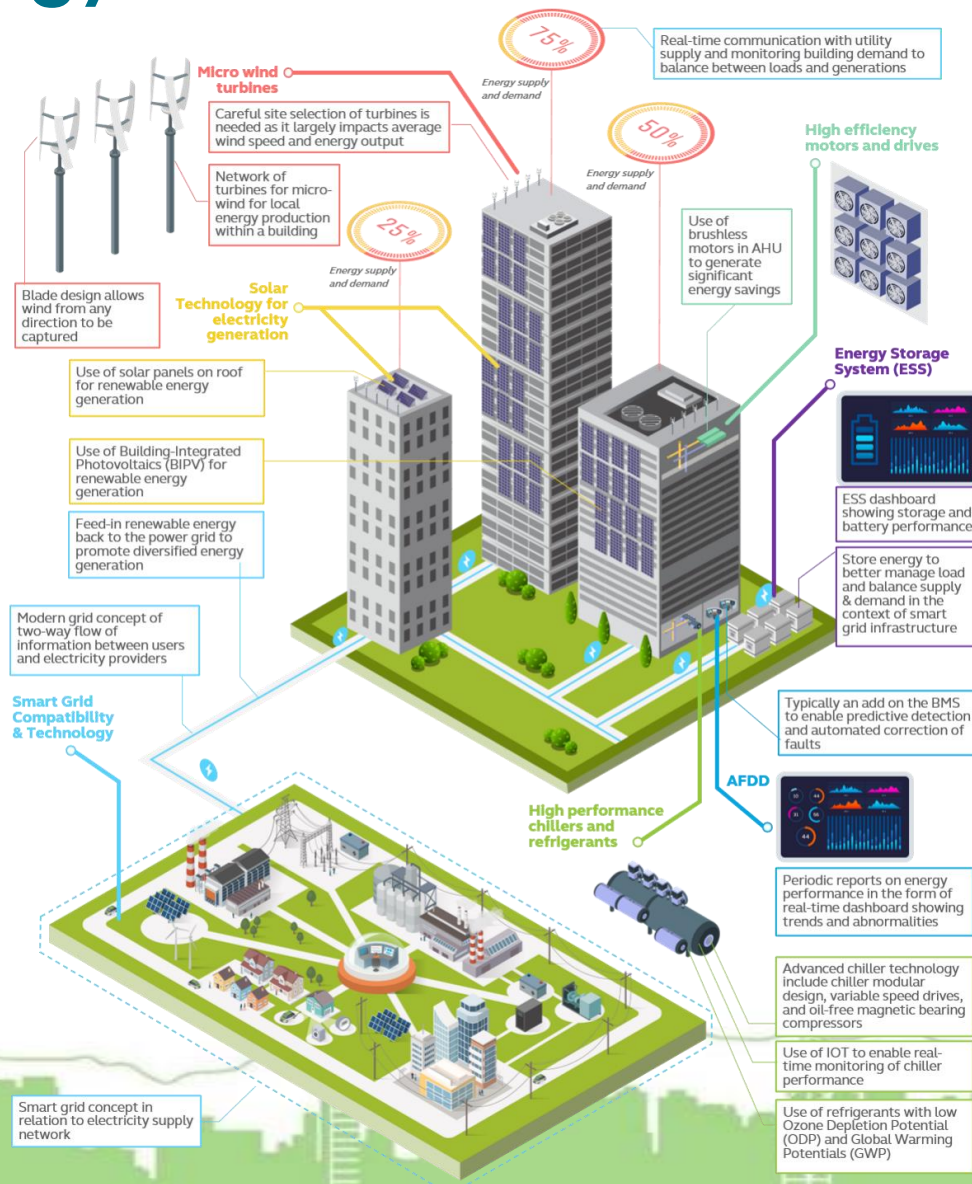 gy
75%
Energy supply
and demand
Real-time communication with utility
supply and monitoring building demand to
balance between loads and generations
Micro wind
turbines
Careful site selection of turbines is
needed as it largely impacts average
wind speed and energy output
Network of
turbines for micro-
wind for local
energy production
within a building
Blade design allows
wind from any
direction to be
captured
50%
Energy supply
and demand
High efficiency
motors and drives
25%
Energy supply
and demand
Use of
brushless
motors in AHU
to generate
significant
energy savings
Solar
Technology for
electricity
generation
Use of solar panels on roof
for renewable energy
generation
Use of Building-Integrated
Photovoltaics (BIPV) for
renewable energy
generation
Feed-in renewable energy
back to the power grid to
promote diversified energy
generation
Modern grid concept of
two-way flow of
information between users
and electricity providers
Smart Grid
Compatibility
& Technology
Energy Storage
System (ESS)
ESS dashboard
showing storage and
battery performance
Store energy to
better manage load
and balance supply
& demand in the
context of smart
grid infrastructure
Typically an add on the BMS
to enable predictive detection
and automated correction of
faults
AFDD
44
44
Periodic reports on energy
performance in the form of
real-time dashboard showing
trends and abnormalities
High performance
chillers and
refrigerants
Advanced chiller technology
include chiller modular
design, variable speed drives,
and oil-free magnetic bearing
compressors
Use of IOT to enable real-
time monitoring of chiller
performance
Use of refrigerants with low
Ozone Depletion Potential
(ODP) and Global Warming
Potentials (GWP)
Smart grid concept in
relation to electricity supply
network